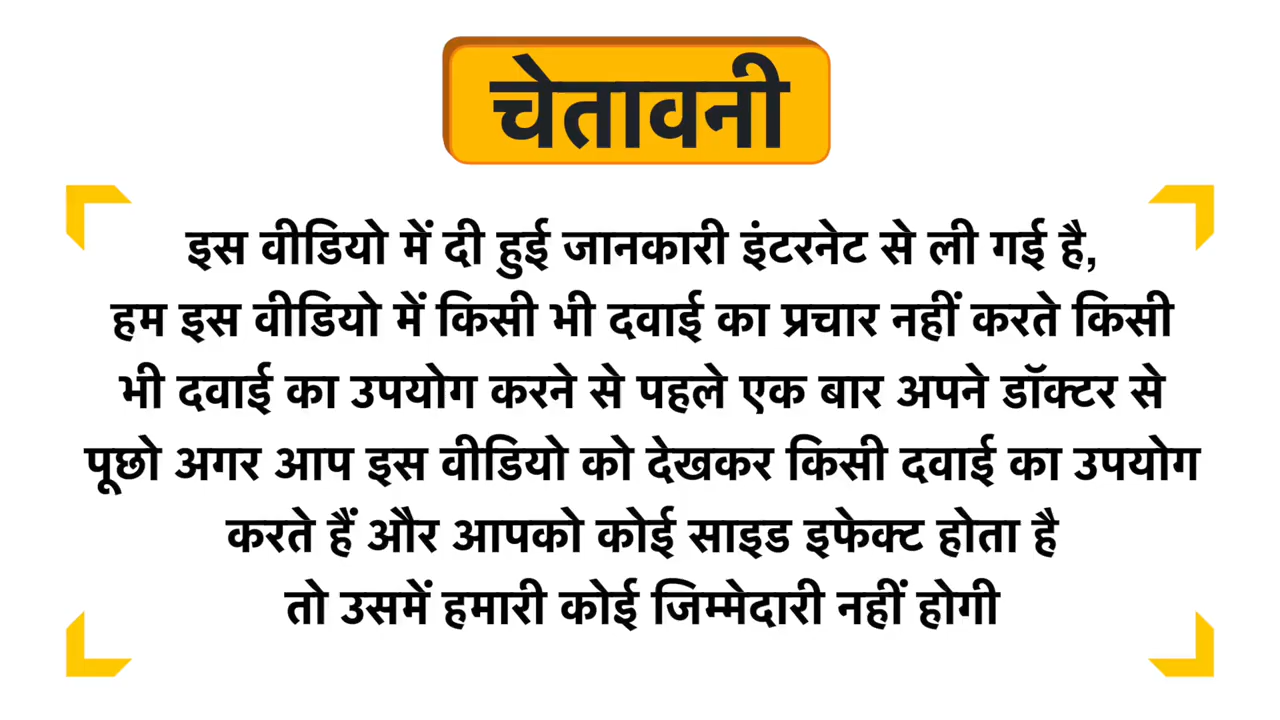 चेतावनी
इस वीडियो में दी हुई जानकारी इंटरनेट से ली गई है,
हम इस वीडियो में किसी भी दवाई का प्रचार नहीं करते किसी
भी दवाई का उपयोग करने से पहले एक बार अपने डॉक्टर से
पूछो अगर आप इस वीडियो को देखकर किसी दवाई का उपयोग
करते हैं और आपको कोई साइड इफेक्ट होता है
तो उसमें हमारी कोई जिम्मेदारी नहीं होगी